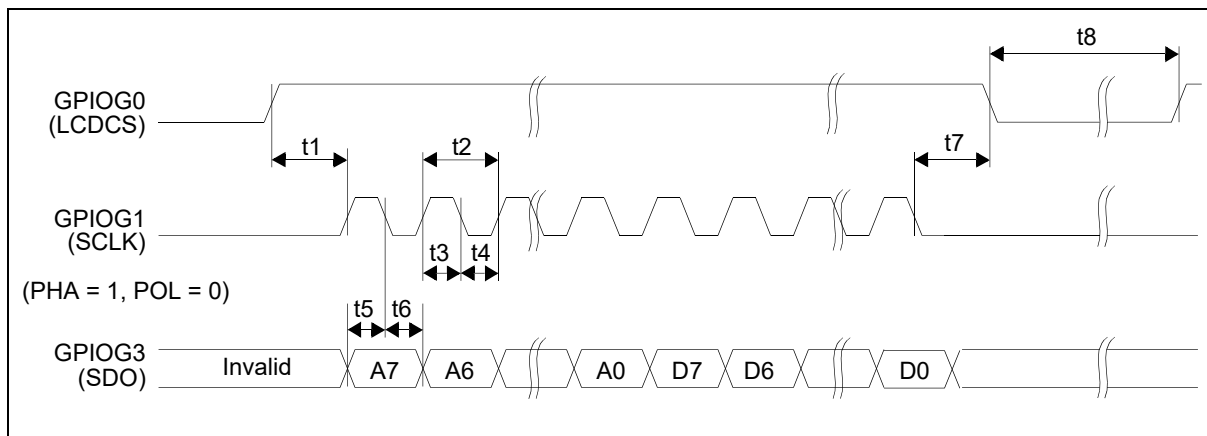 t8
GPIOG0
(LCDCS)
t1
t2
t7
GPIOG1
(SCLK)
t3
t4
(PHA = 1, POL = 0)
t5
t6
GPIOG3
(SDO)
Invalid
A7
A6
A0
D7
D6
D0